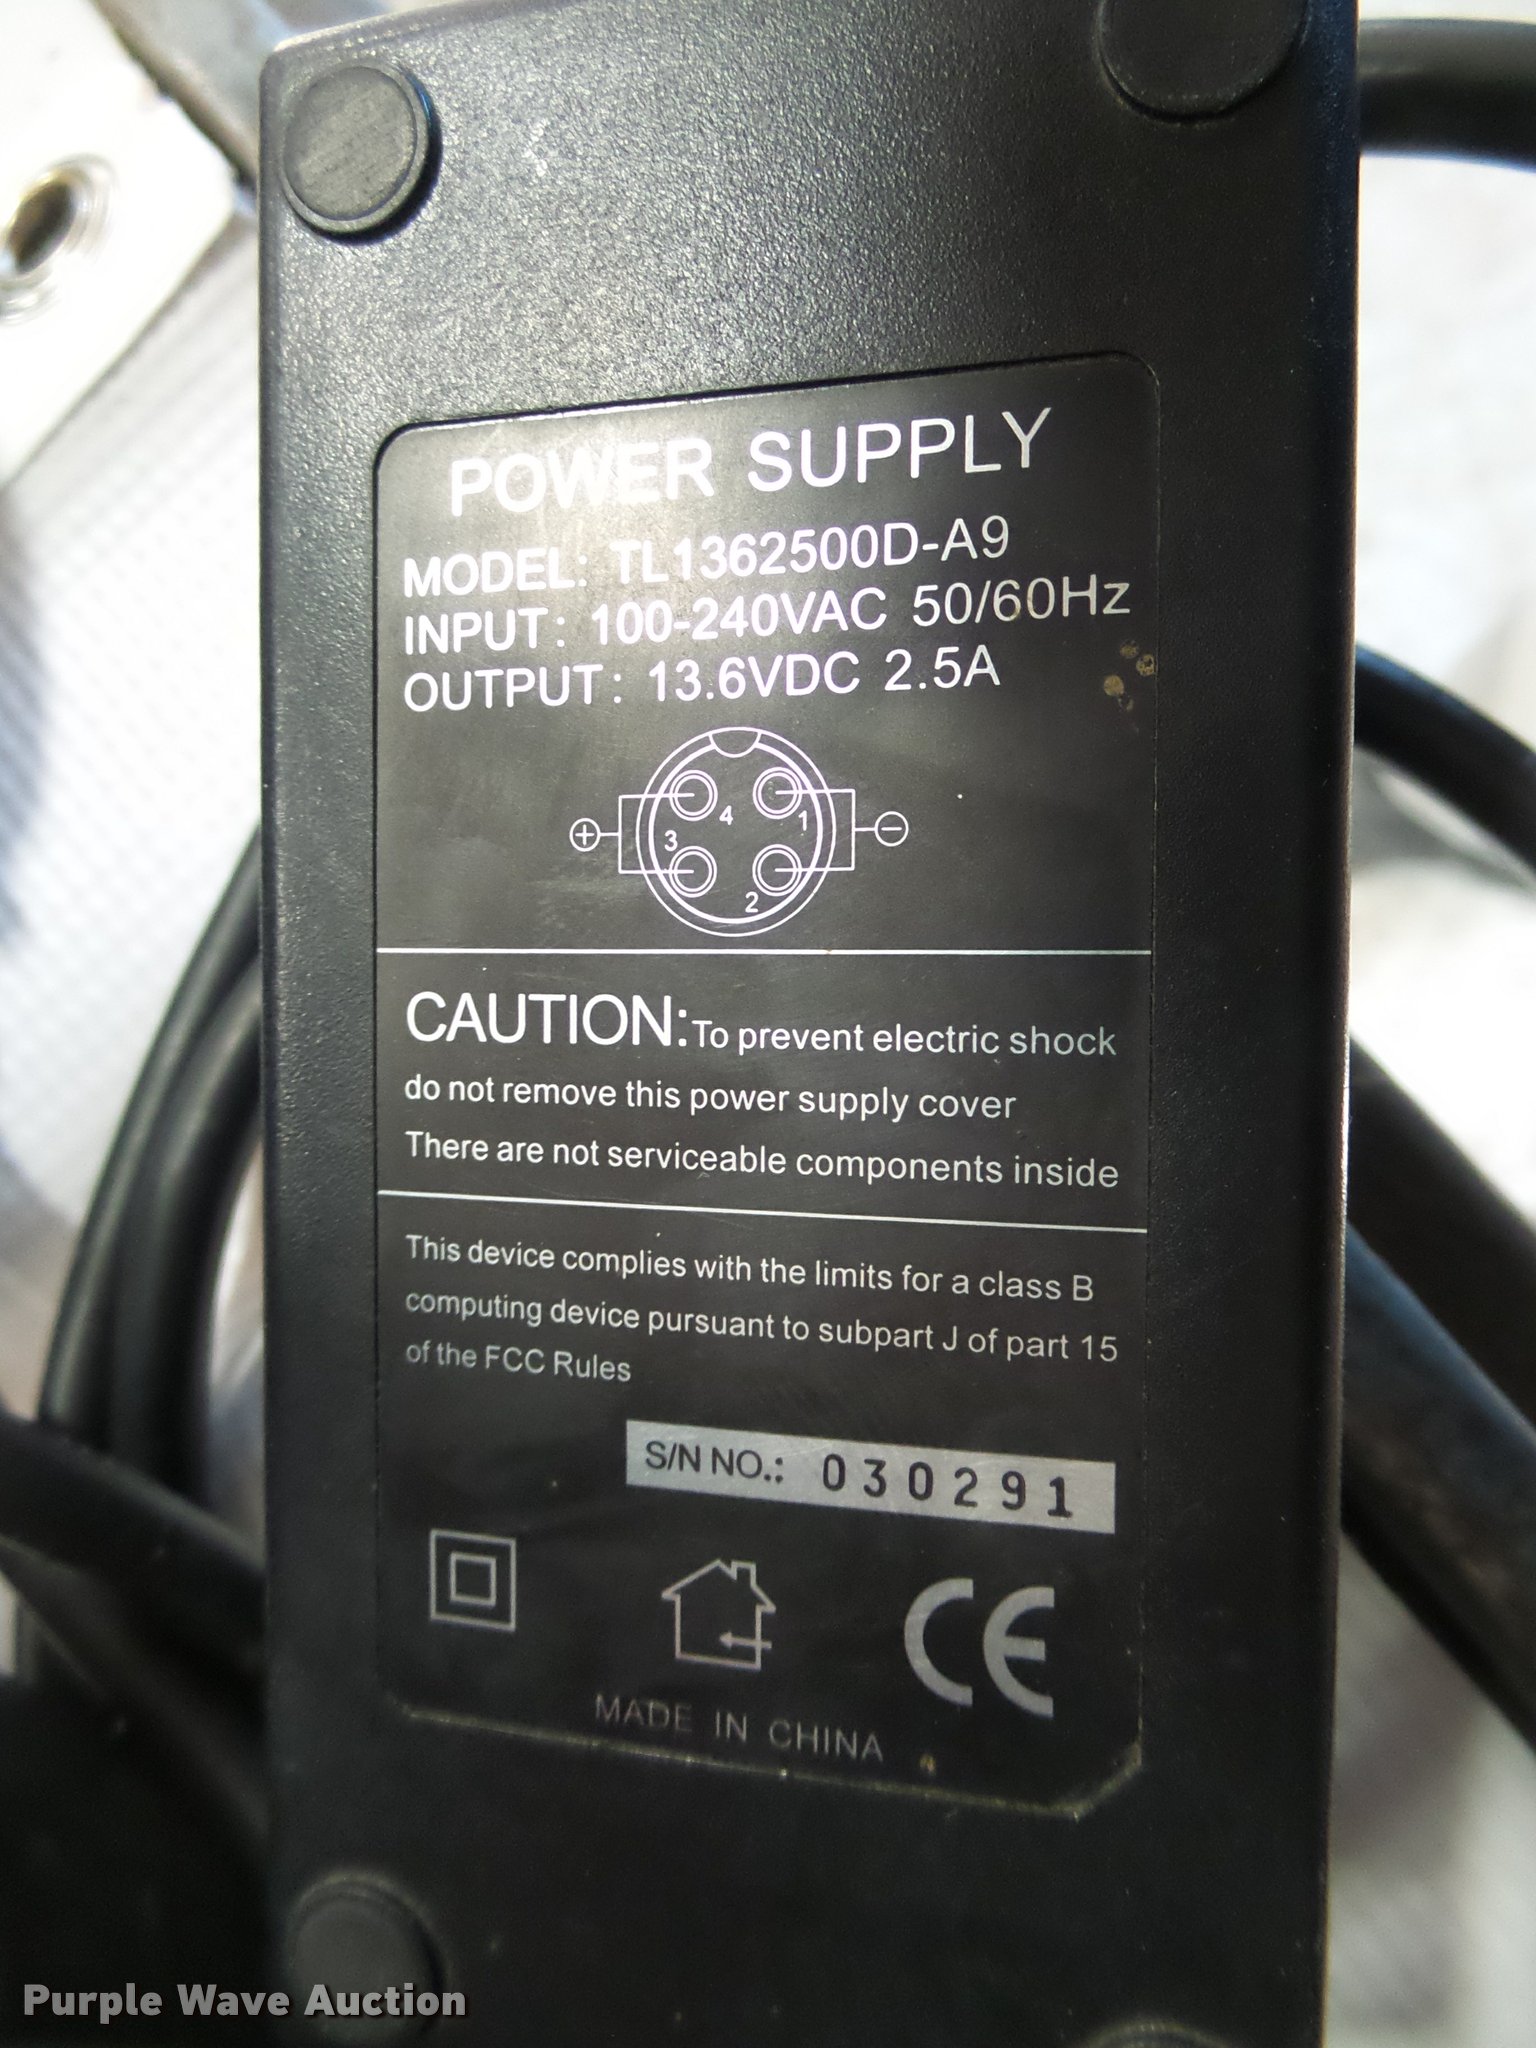 POWER SUPPLY
MODEL: TL1362500D-A9
INPUT: 100-240VAC 50/60Hz
OUTPUT: 13.6VDC 2.5A
4 1
+ 3 −
2
CAUTION: To prevent electric shock
do not remove this power supply cover
There are not serviceable components inside
This device complies with the limits for a class B
computing device pursuant to subpart J of part 15
of the FCC Rules
S/N NO.: 030291
CE
MADE IN CHINA
Purple Wave Auction